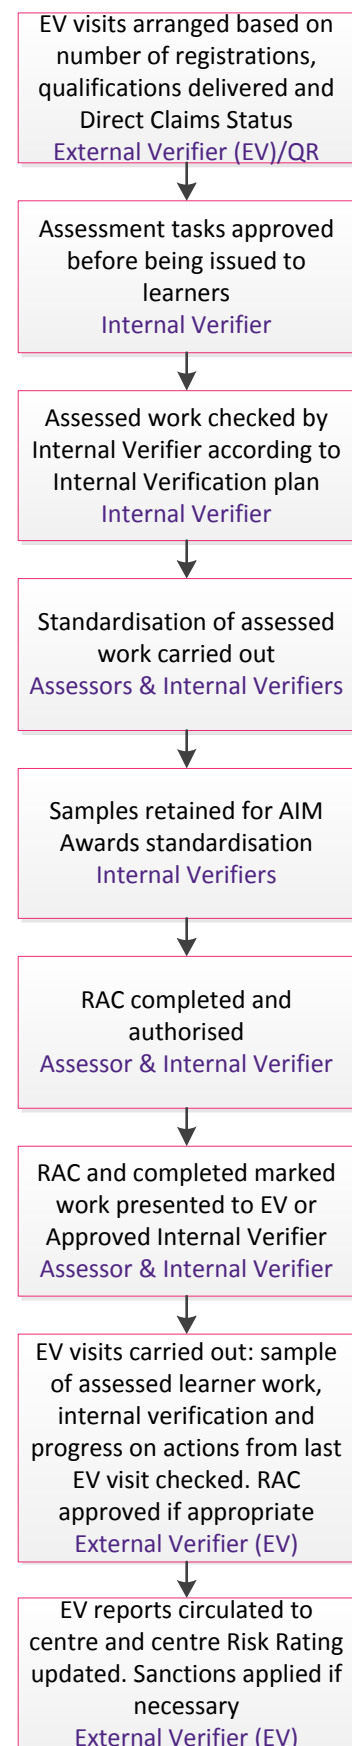 EV visits arranged based on
number of registrations,
qualifications delivered and
Direct Claims Status
External Verifier (EV)/QR
Assessment tasks approved
before being issued to
learners
Internal Verifier
Assessed work checked by
Internal Verifier according to
Internal Verification plan
Internal Verifier
Standardisation of assessed
work carried out
Assessors & Internal Verifiers
Samples retained for AIM
Awards standardisation
Internal Verifiers
RAC completed and
authorised
Assessor & Internal Verifier
RAC and completed marked
work presented to EV or
Approved Internal Verifier
Assessor & Internal Verifier
EV visits carried out: sample
of assessed learner work,
internal verification and
progress on actions from last
EV visit checked. RAC
approved if appropriate
External Verifier (EV)
EV reports circulated to
centre and centre Risk Rating
updated. Sanctions applied if
necessary
External Verifier (EV)